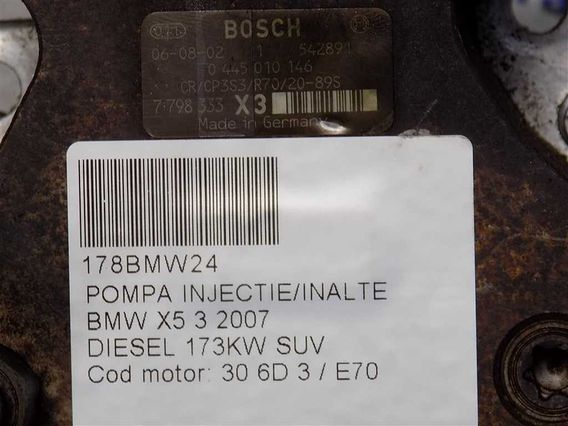 BOSCH
06-08-02 1 542891
0 445 010 146
CR/CP3S3/R70/20-89S
7 798 333 X3
Made in Germany
178BMW24
POMPA INJECTIE/INALTE
BMW X5 3 2007
DIESEL 173KW SUV
Cod motor: 30 6D 3 / E70